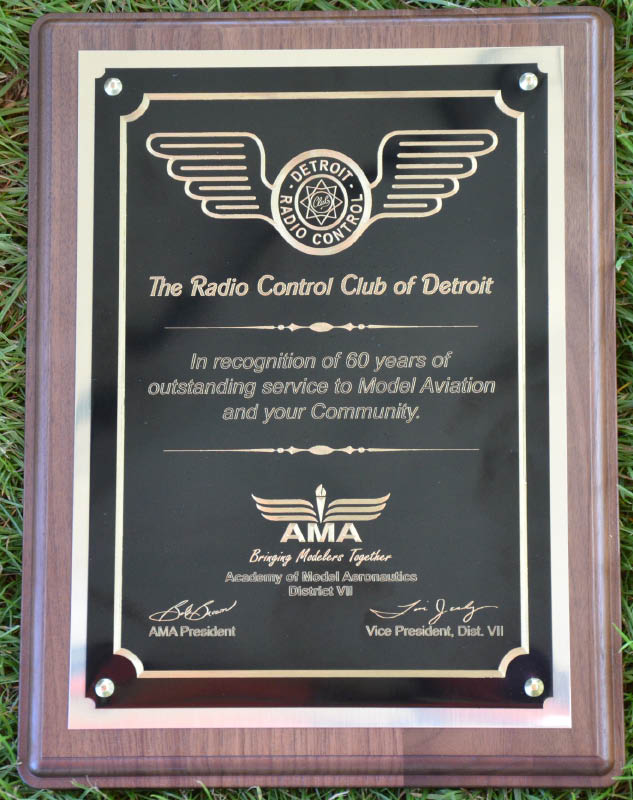 DETROIT
Club
RADIO CONTROL
The Radio Control Club of Detroit
In recognition of 60 years of
outstanding service to Model Aviation
and your Community.
AMA
Bringing Modelers Together
Academy of Model Aeronautics
District VII
Bob Brown
AMA President
Vice President, Dist. VII